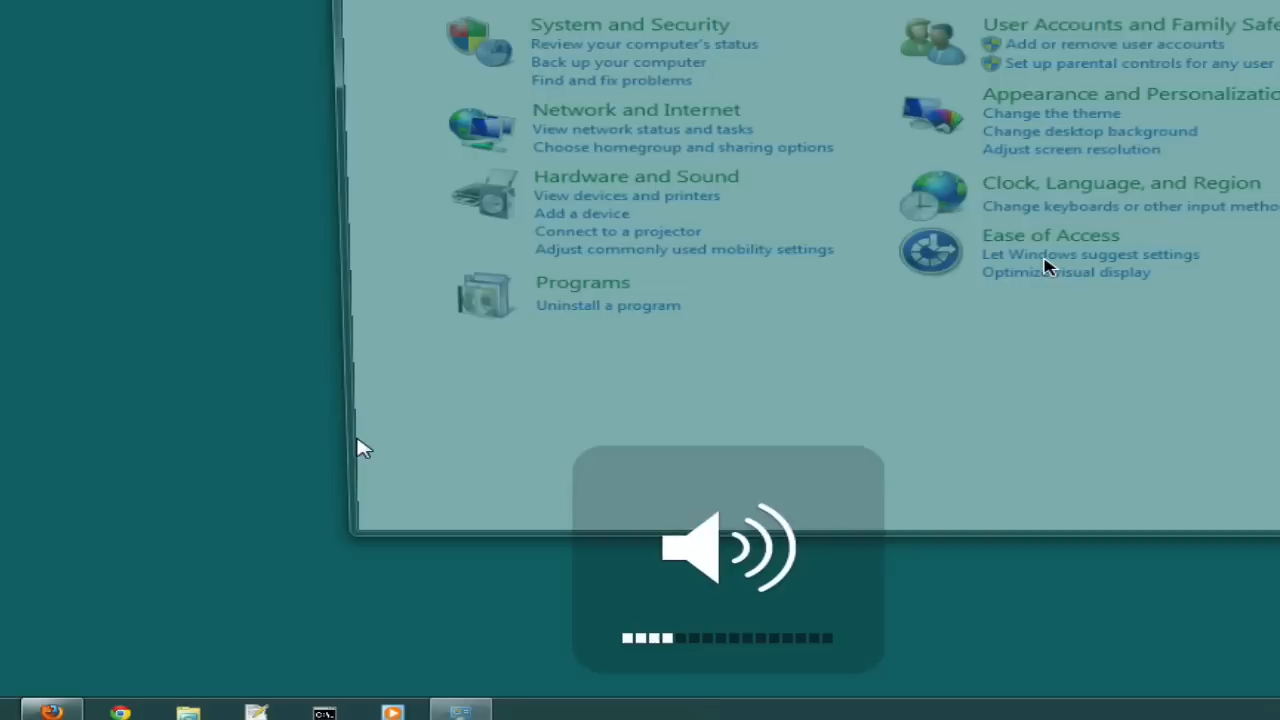 System and Security
Review your computer's status
Back up your computer
Find and fix problems
Network and Internet
View network status and tasks
Choose homegroup and sharing options
Hardware and Sound
View devices and printers
Add a device
Connect to a projector
Adjust commonly used mobility settings
Programs
Uninstall a program
User Accounts and Family Safe
Add or remove user accounts
Set up parental controls for any user
Appearance and Personalizatio
Change the theme
Change desktop background
Adjust screen resolution
Clock, Language, and Region
Change keyboards or other input metho
Ease of Access
Let Windows suggest settings
Optimize visual display
C:\.